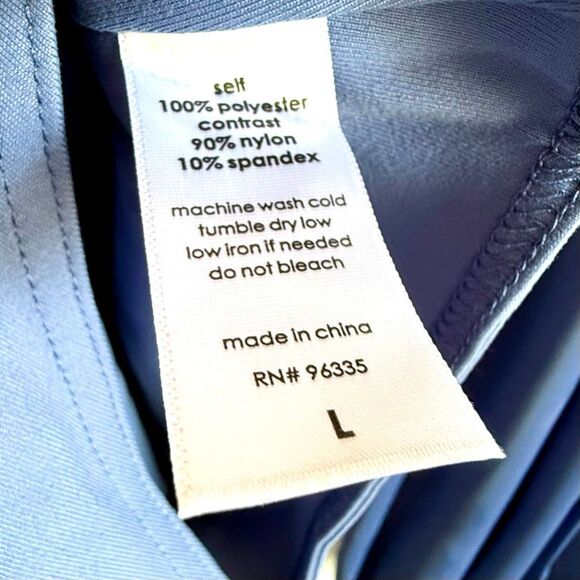 self
100% polyester
contrast
90% nylon
10% spandex
machine wash cold
tumble dry low
low iron if needed
do not bleach
made in china
RN# 96335
L